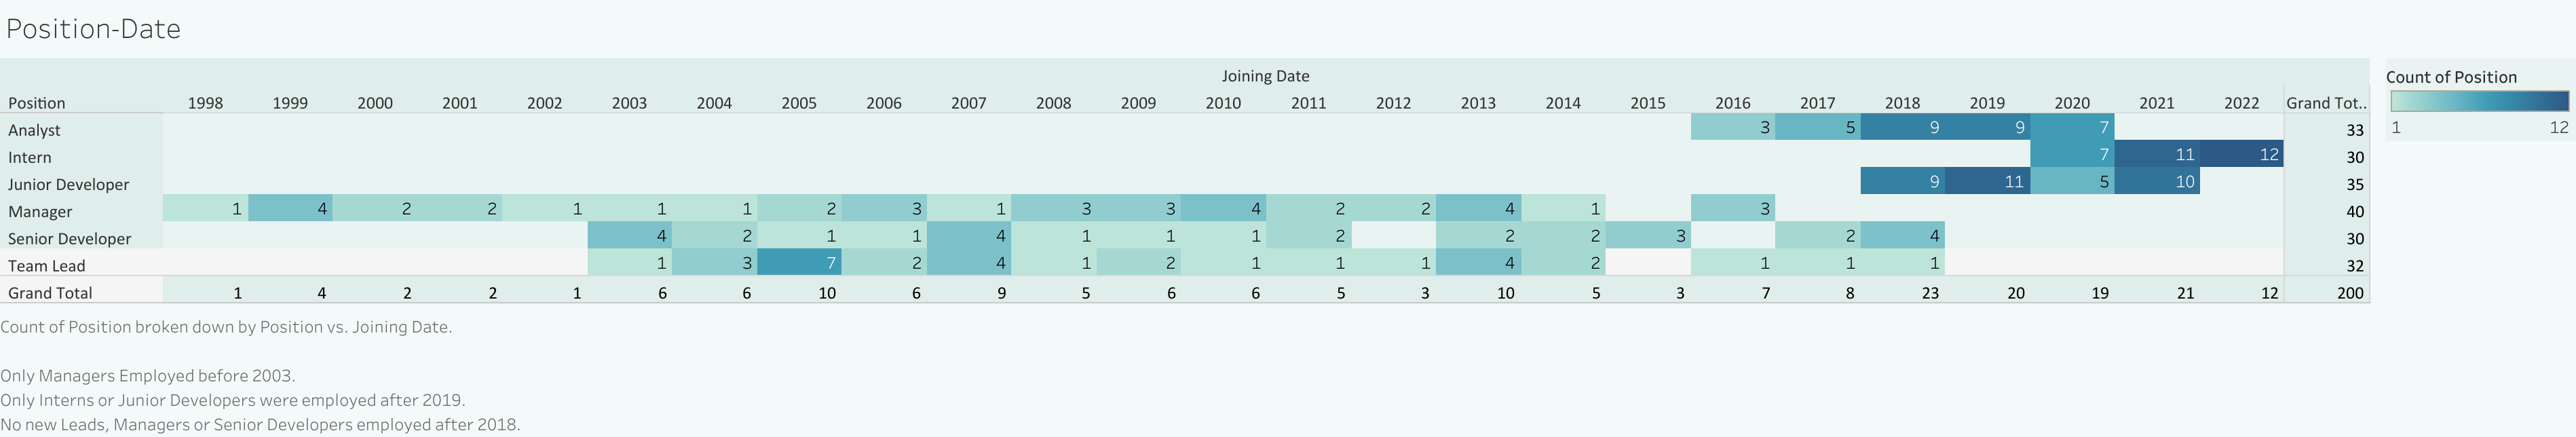 Position-Date
Joining Date
Count of Position
Position 1998 1999 2000 2001 2002 2003 2004 2005 2006 2007 2008 2009 2010 2011 2012 2013 2014 2015 2016 2017 2018 2019 2020 2021 2022 Grand Tot..
1 12
Analyst 3 5 9 9 7 33
Intern 7 11 12 30
Junior Developer 9 11 5 10 35
Manager 1 4 2 2 1 1 1 2 3 1 3 3 4 2 2 4 1 3 40
Senior Developer 4 2 1 1 4 1 1 1 2 2 2 3 2 4 30
Team Lead 1 3 7 2 4 1 2 1 1 1 4 2 1 1 1 32
Grand Total 1 4 2 2 1 6 6 10 6 9 5 6 6 5 3 10 5 3 7 8 23 20 19 21 12 200
Count of Position broken down by Position vs. Joining Date.
Only Managers Employed before 2003.
Only Interns or Junior Developers were employed after 2019.
No new Leads, Managers or Senior Developers employed after 2018.